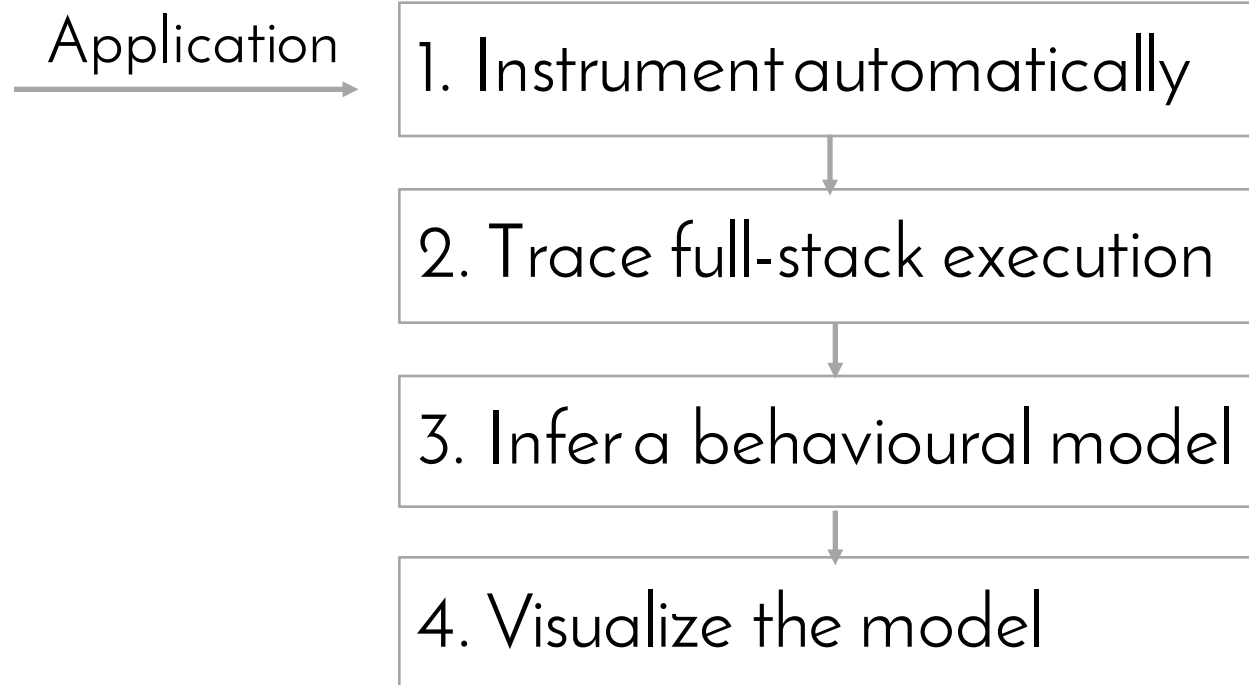 Application
1. Instrument automatically
2. Trace full-stack execution
3. Infer a behavioural model
4. Visualize the model